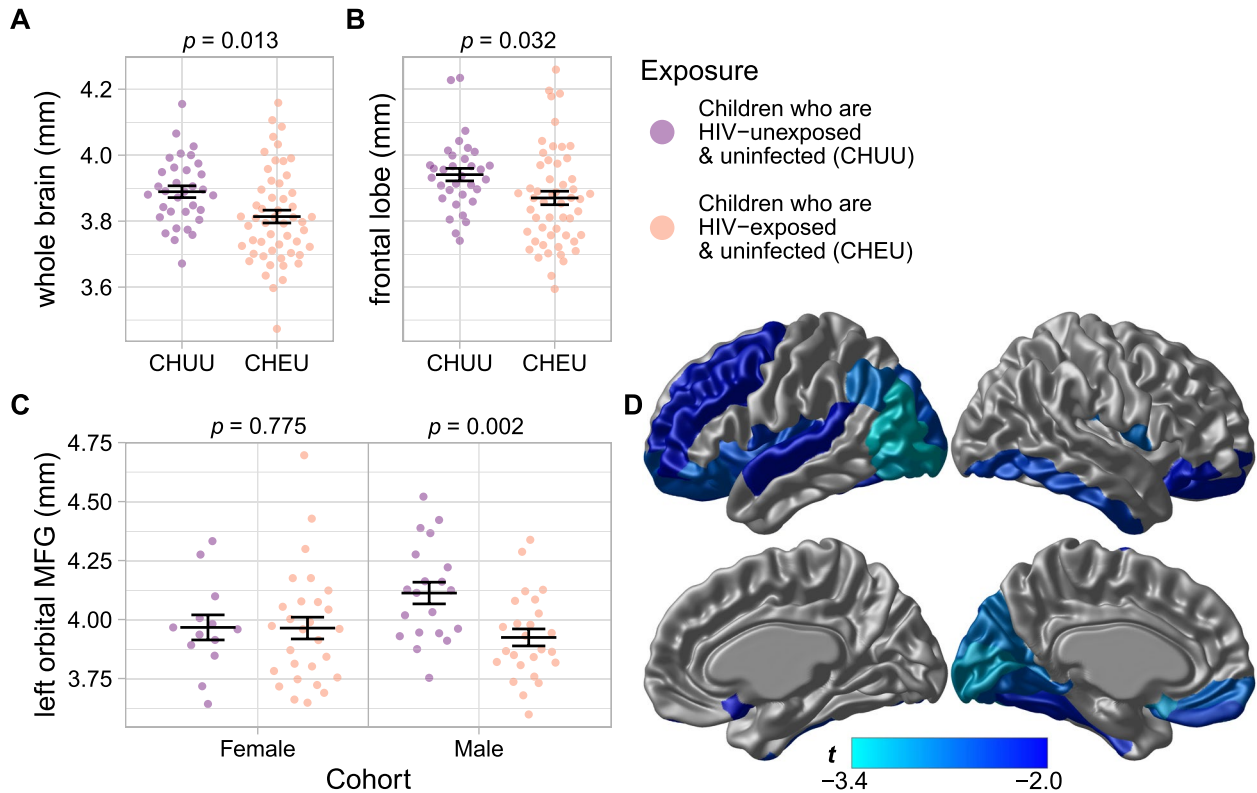 A
p = 0.013
whole brain (mm)
4.2
4.0
3.8
3.6
CHUU
CHEU
B
p = 0.032
frontal lobe (mm)
CHUU
CHEU
Exposure
Children who are
HIV−unexposed
& uninfected (CHUU)
Children who are
HIV−exposed
& uninfected (CHEU)
C
p = 0.775
p = 0.002
left orbital MFG (mm)
4.75
4.50
4.25
4.00
3.75
Female
Male
Cohort
D
t
−3.4
−2.0